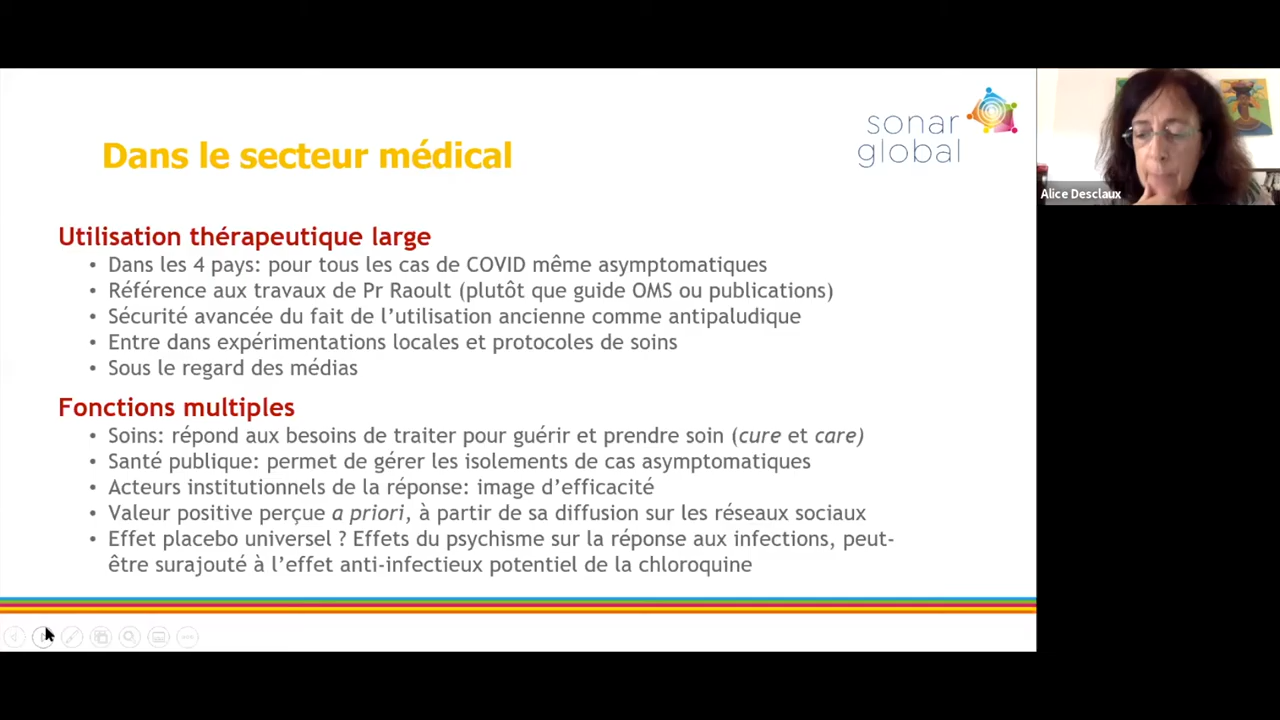 sonar
global
Dans le secteur médical
Alice Desclaux
Utilisation thérapeutique large
• Dans les 4 pays: pour tous les cas de COVID même asymptomatiques
• Référence aux travaux de Pr Raoult (plutôt que guide OMS ou publications)
• Sécurité avancée du fait de l’utilisation ancienne comme antipaludique
• Entre dans expérimentations locales et protocoles de soins
• Sous le regard des médias
Fonctions multiples
• Soins: répond aux besoins de traiter pour guérir et prendre soin (cure et care)
• Santé publique: permet de gérer les isolements de cas asymptomatiques
• Acteurs institutionnels de la réponse: image d’efficacité
• Valeur positive perçue a priori, à partir de sa diffusion sur les réseaux sociaux
• Effet placebo universel ? Effets du psychisme sur la réponse aux infections, peut-
être surajouté à l’effet anti-infectieux potentiel de la chloroquine